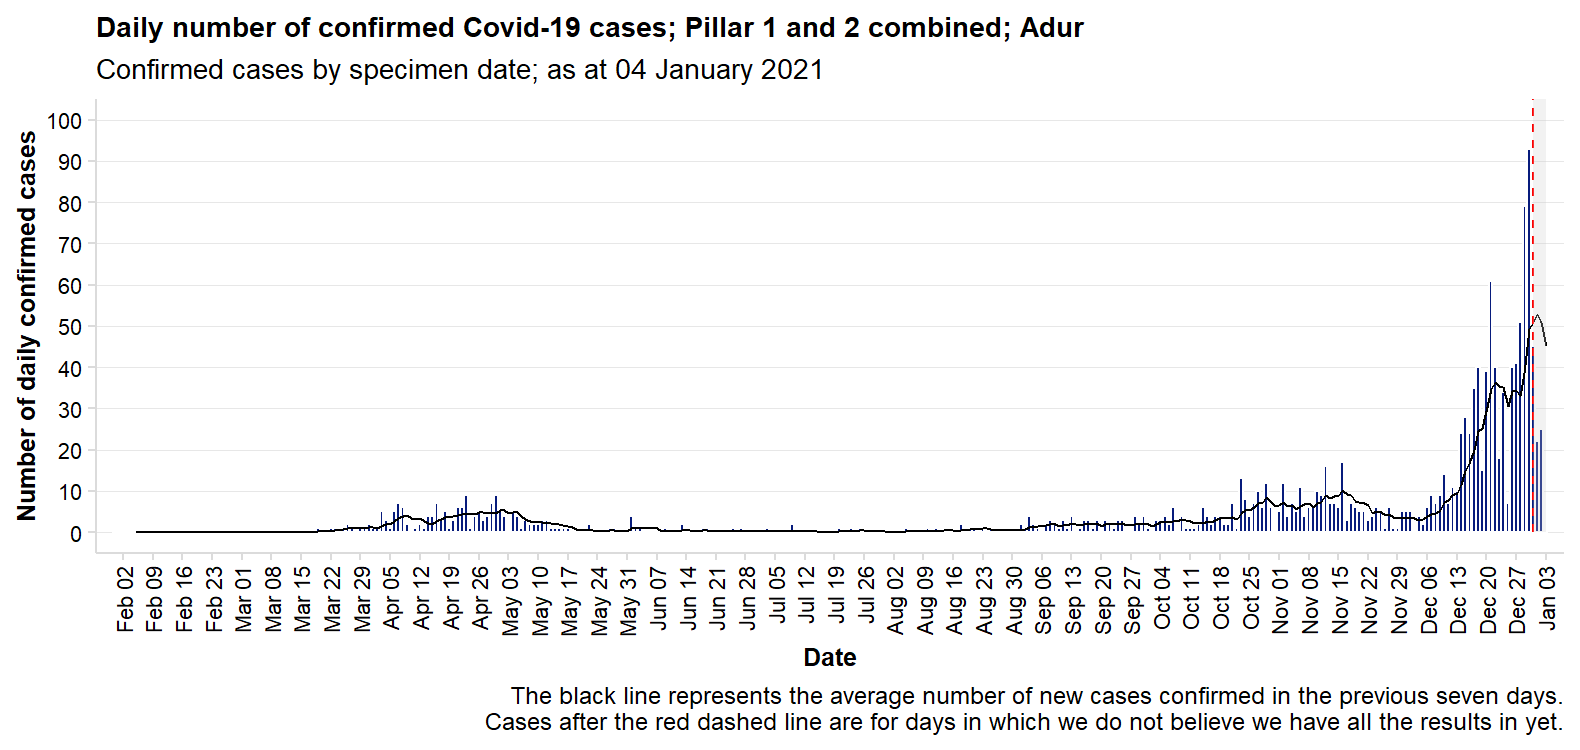 Daily number of confirmed Covid-19 cases; Pillar 1 and 2 combined; Adur
Confirmed cases by specimen date; as at 04 January 2021
Number of daily confirmed cases
100
90
80
70
60
50
40
30
20
10
0
Feb 02
Feb 09
Feb 16
Feb 23
Mar 01
Mar 08
Mar 15
Mar 22
Mar 29
Apr 05
Apr 12
Apr 19
Apr 26
May 03
May 10
May 17
May 24
May 31
Jun 07
Jun 14
Jun 21
Jun 28
Jul 05
Jul 12
Jul 19
Jul 26
Aug 02
Aug 09
Aug 16
Aug 23
Aug 30
Sep 06
Sep 13
Sep 20
Sep 27
Oct 04
Oct 11
Oct 18
Oct 25
Nov 01
Nov 08
Nov 15
Nov 22
Nov 29
Dec 06
Dec 13
Dec 20
Dec 27
Jan 03
Date
The black line represents the average number of new cases confirmed in the previous seven days.
Cases after the red dashed line are for days in which we do not believe we have all the results in yet.